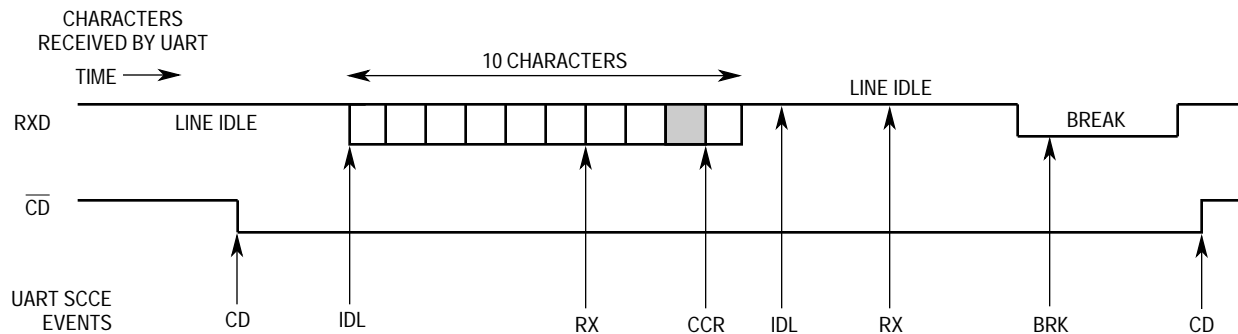 CHARACTERS
RECEIVED BY UART
TIME
10 CHARACTERS
RXD
LINE IDLE
LINE IDLE
BREAK
CD
UART SCCE
EVENTS
CD
IDL
RX
CCR
IDL
RX
BRK
CD